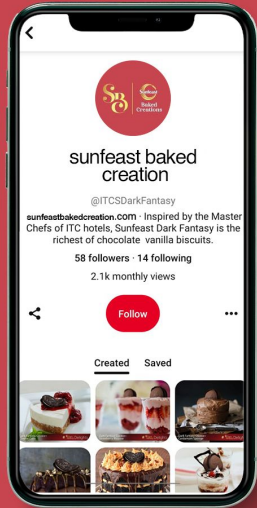 SB
Sunfeast
Baked
Creations
sunfeast baked
creation
@ITCSDarkFantasy
sunfeastbakedcreation.com · Inspired by the Master
Chefs of ITC hotels, Sunfeast Dark Fantasy is the
richest of chocolate vanilla biscuits.
58 followers · 14 following
2.1k monthly views
Follow
Created Saved